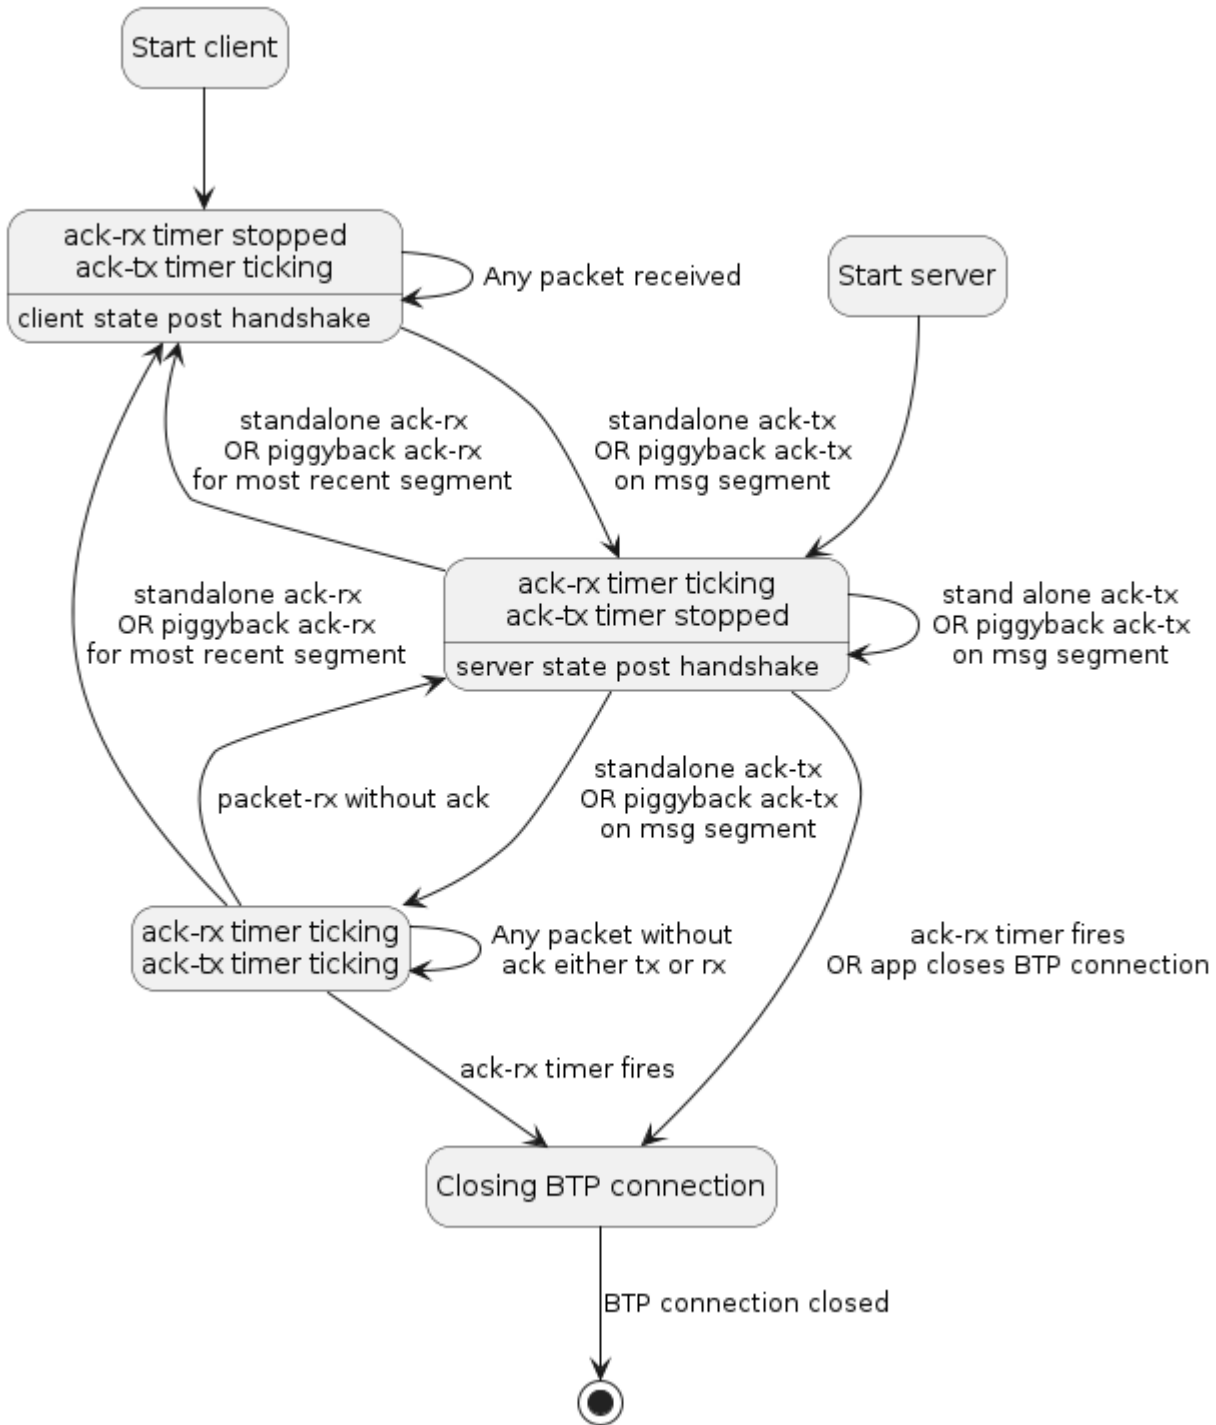 Start client
ack-rx timer stopped
ack-tx timer ticking
client state post handshake
Any packet received
Start server
standalone ack-rx
OR piggyback ack-rx
for most recent segment
standalone ack-tx
OR piggyback ack-tx
on msg segment
standalone ack-rx
OR piggyback ack-rx
for most recent segment
ack-rx timer ticking
ack-tx timer stopped
server state post handshake
stand alone ack-tx
OR piggyback ack-tx
on msg segment
packet-rx without ack
standalone ack-tx
OR piggyback ack-tx
on msg segment
ack-rx timer ticking
ack-tx timer ticking
Any packet without
ack either tx or rx
ack-rx timer fires
OR app closes BTP connection
ack-rx timer fires
Closing BTP connection
BTP connection closed